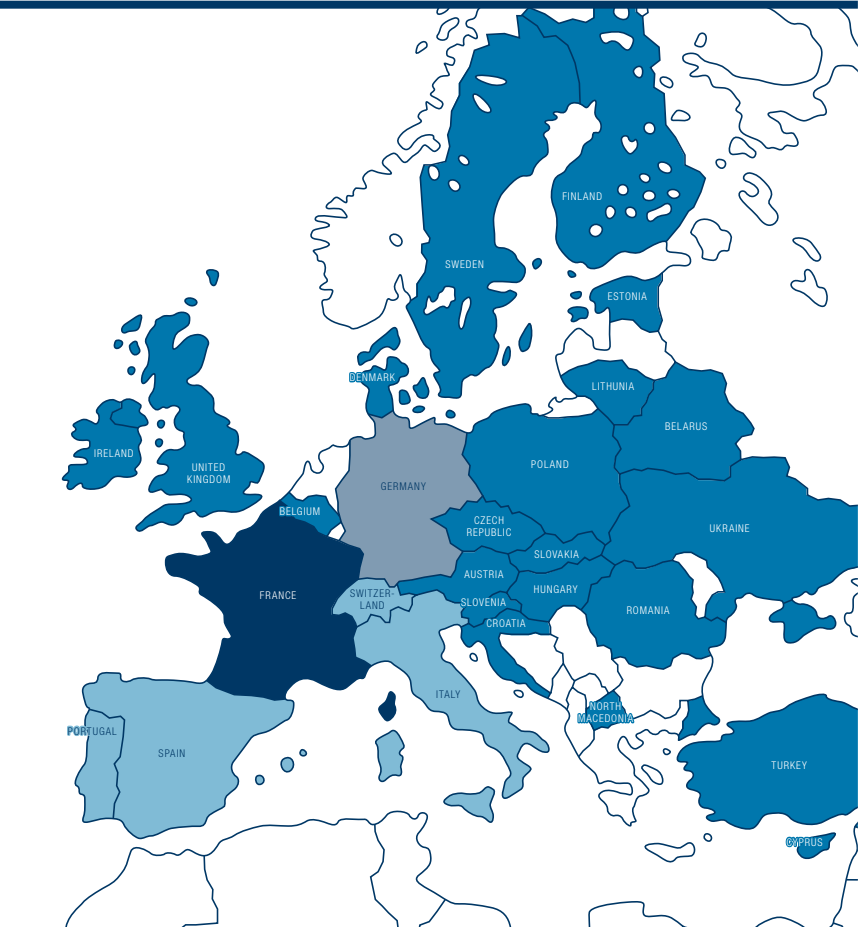 FINLAND
SWEDEN
ESTONIA
DENMARK
LITHUNIA
BELARUS
IRELAND
UNITED
KINGDOM
POLAND
GERMANY
BELGIUM
CZECH
REPUBLIC
UKRAINE
SLOVAKIA
AUSTRIA
HUNGARY
FRANCE
SWITZER-
LAND
SLOVENIA
ROMANIA
CROATIA
ITALY
NORTH
MACEDONIA
PORTUGAL
SPAIN
TURKEY
CYPRUS